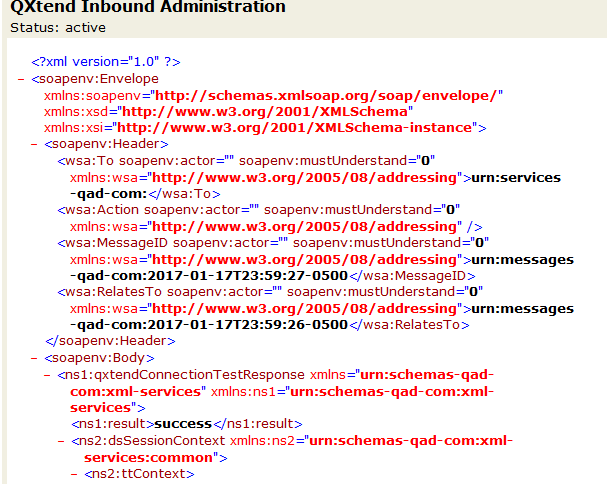 QXtend Inbound Administration
Status: active
<?xml version="1.0" ?>
– <soapenv:Envelope
xmlns:soapenv="http://schemas.xmlsoap.org/soap/envelope/"
xmlns:xsd="http://www.w3.org/2001/XMLSchema"
xmlns:xsi="http://www.w3.org/2001/XMLSchema-instance">
– <soapenv:Header>
<wsa:To soapenv:actor="" soapenv:mustUnderstand="0"
xmlns:wsa="http://www.w3.org/2005/08/addressing">urn:services
-qad-com:</wsa:To>
<wsa:Action soapenv:actor="" soapenv:mustUnderstand="0"
xmlns:wsa="http://www.w3.org/2005/08/addressing" />
<wsa:MessageID soapenv:actor="" soapenv:mustUnderstand="0"
xmlns:wsa="http://www.w3.org/2005/08/addressing">urn:messages
-qad-com:2017-01-17T23:59:27-0500</wsa:MessageID>
<wsa:RelatesTo soapenv:actor="" soapenv:mustUnderstand="0"
xmlns:wsa="http://www.w3.org/2005/08/addressing">urn:messages
-qad-com:2017-01-17T23:59:26-0500</wsa:RelatesTo>
</soapenv:Header>
– <soapenv:Body>
– <ns1:qxtendConnectionTestResponse xmlns="urn:schemas-qad-
com:xml-services" xmlns:ns1="urn:schemas-qad-com:xml-
services">
<ns1:result>success</ns1:result>
– <ns2:dsSessionContext xmlns:ns2="urn:schemas-qad-com:xml-
services:common">
– <ns2:ttContext>